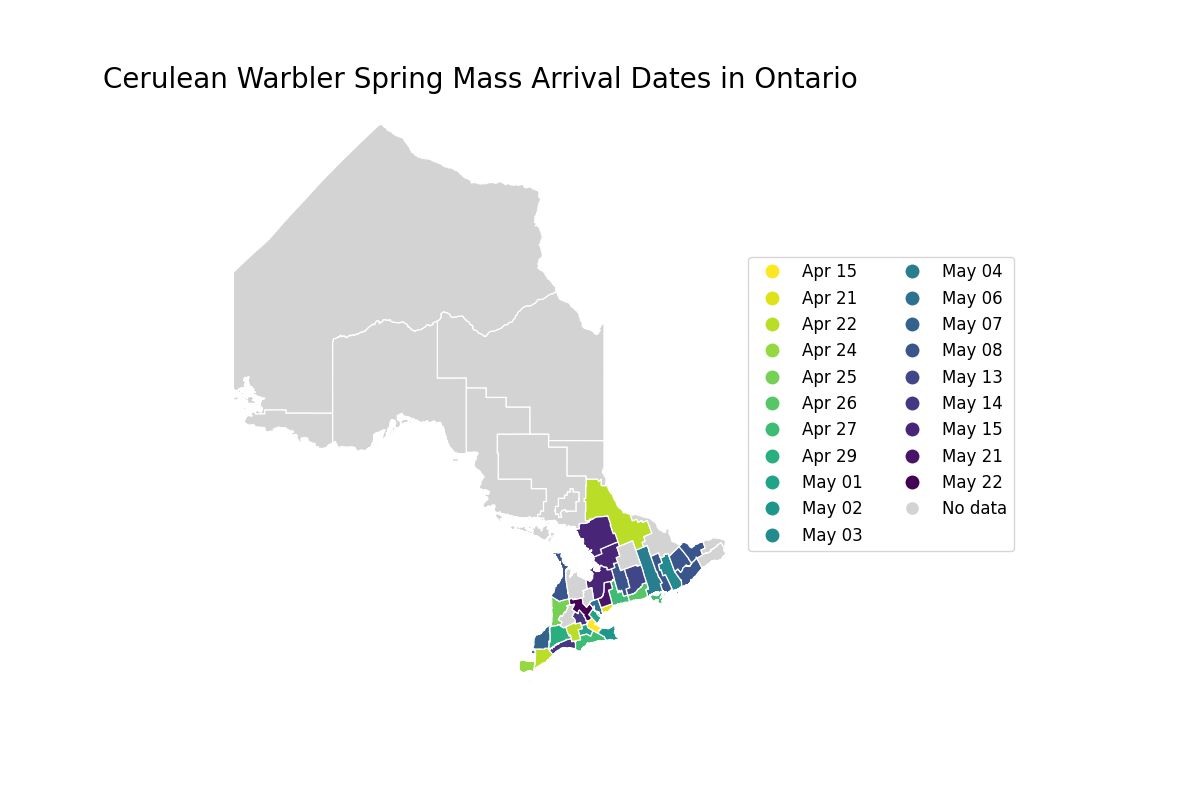 Cerulean Warbler Spring Mass Arrival Dates in Ontario
Apr 15
Apr 21
Apr 22
Apr 24
Apr 25
Apr 26
Apr 27
Apr 29
May 01
May 02
May 03
May 04
May 06
May 07
May 08
May 13
May 14
May 15
May 21
May 22
No data